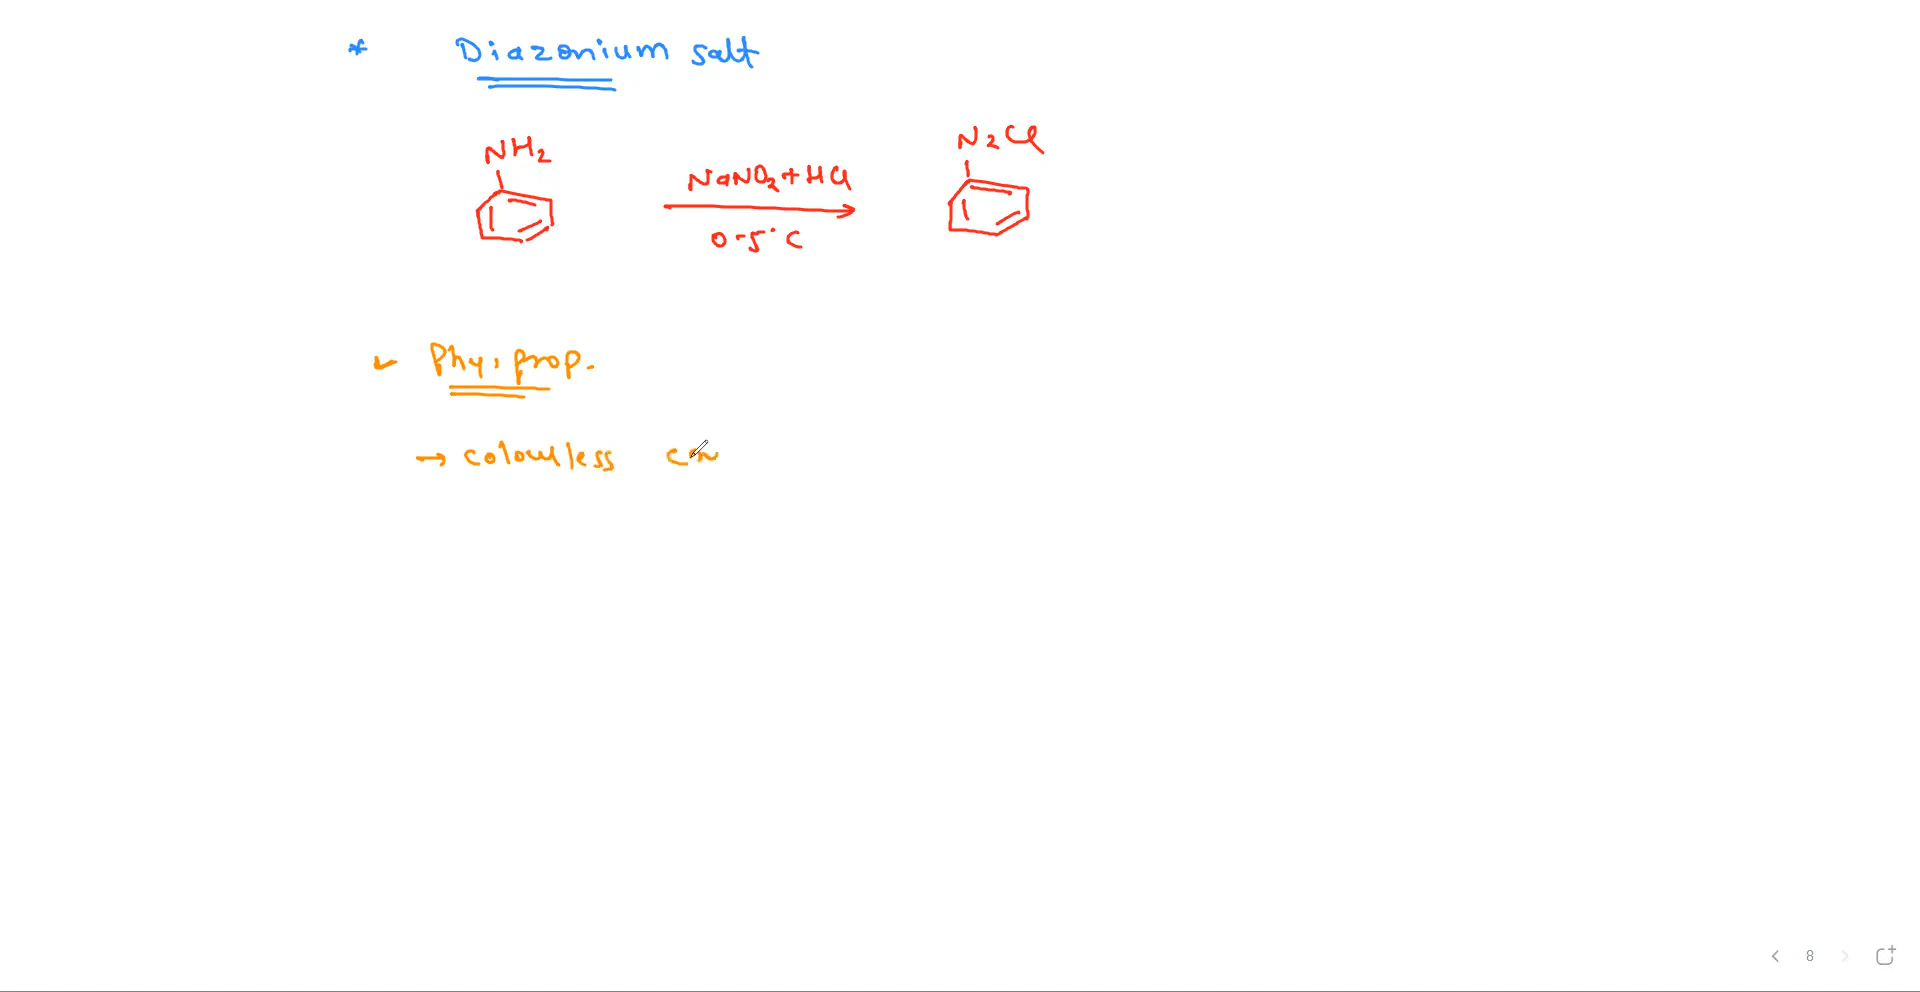 * Diazonium salt
NH2
NaNO2 + HCl
0-5°C
N2Cl
Phy. prop.
→ colourless
8